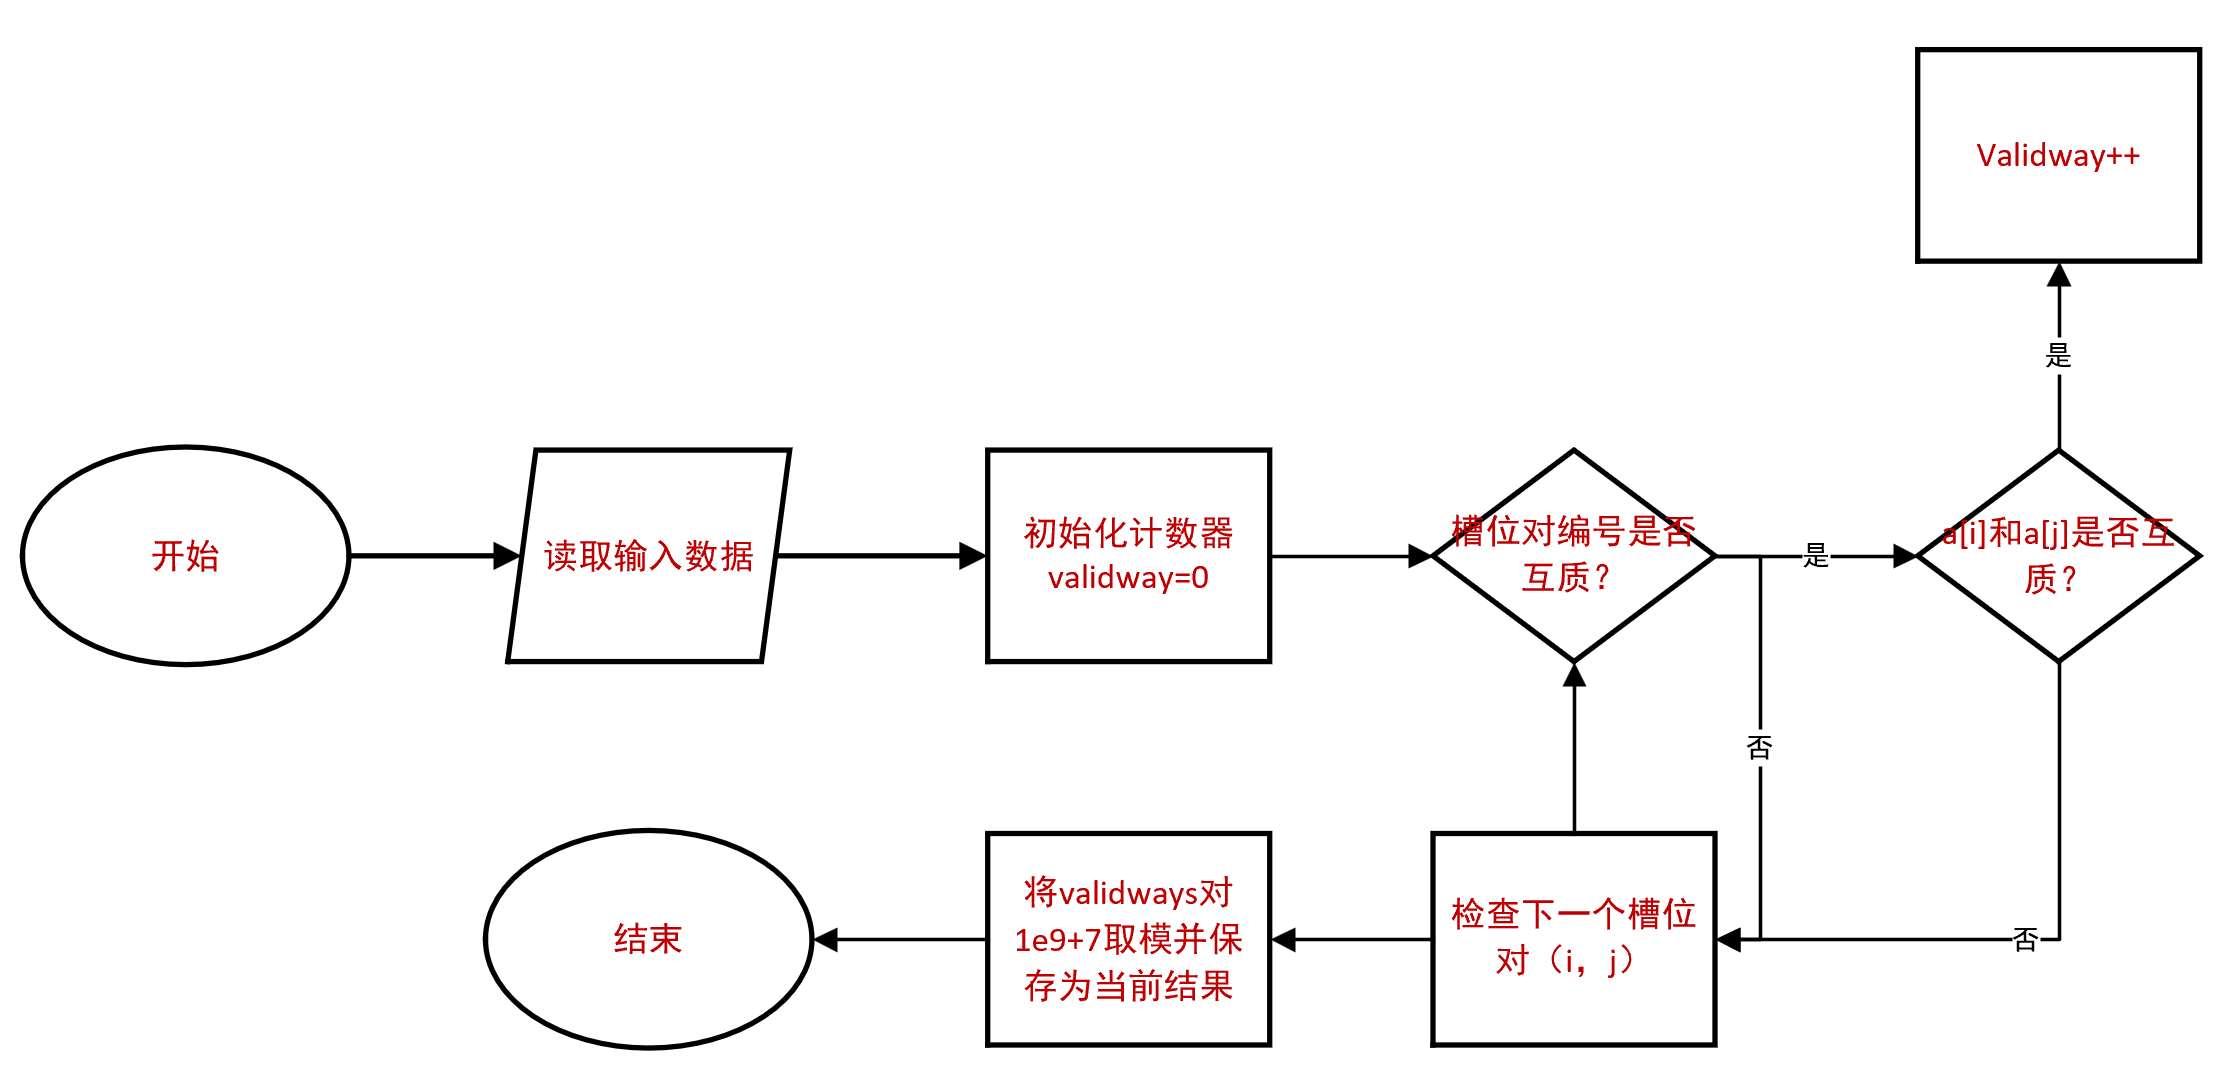 Validway++
是
开始
读取输入数据
初始化计数器
validway=0
槽位对编号是否
互质？
是
a[i]和a[j]是否互
质？
否
结束
将validways对
1e9+7取模并保
存为当前结果
检查下一个槽位
对（i，j）
否